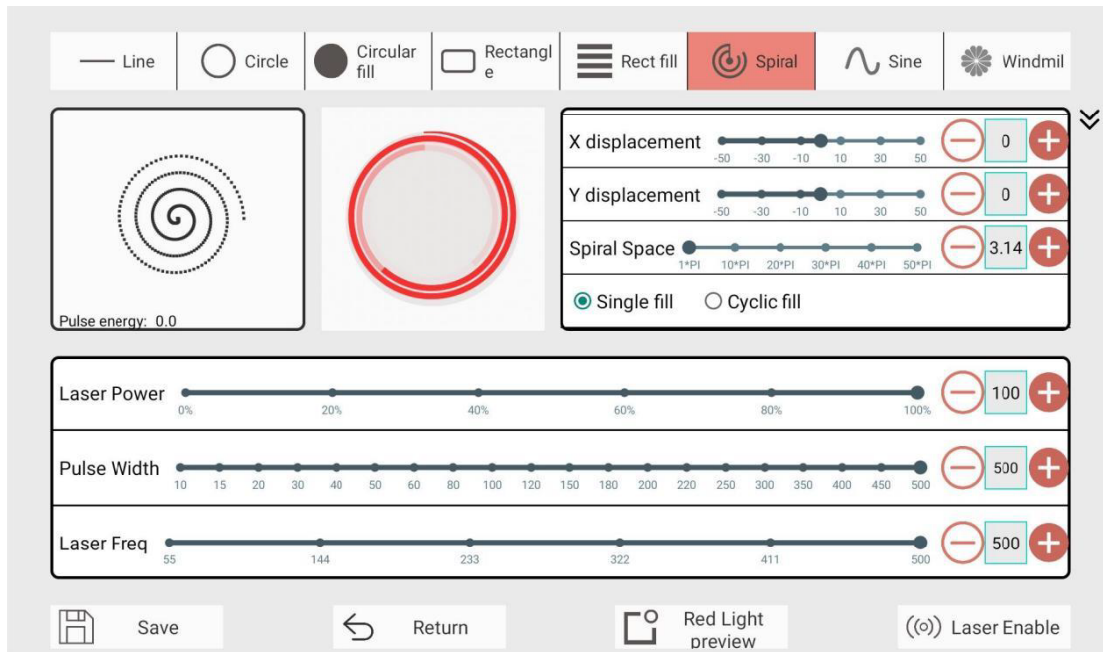 Line
Circle
Circular
fill
Rectangl
e
Rect fill
Spiral
Sine
Windmil
Pulse energy: 0.0
X displacement
-50 -30 -10 10 30 50
0
Y displacement
-50 -30 -10 10 30 50
0
Spiral Space
1*PI 10*PI 20*PI 30*PI 40*PI 50*PI
3.14
Single fill
Cyclic fill
Laser Power
0% 20% 40% 60% 80% 100%
100
Pulse Width
10 15 20 30 40 50 60 80 100 120 150 180 200 220 250 300 350 400 450 500
500
Laser Freq
55 144 233 322 411 500
500
Save
Return
Red Light
preview
Laser Enable